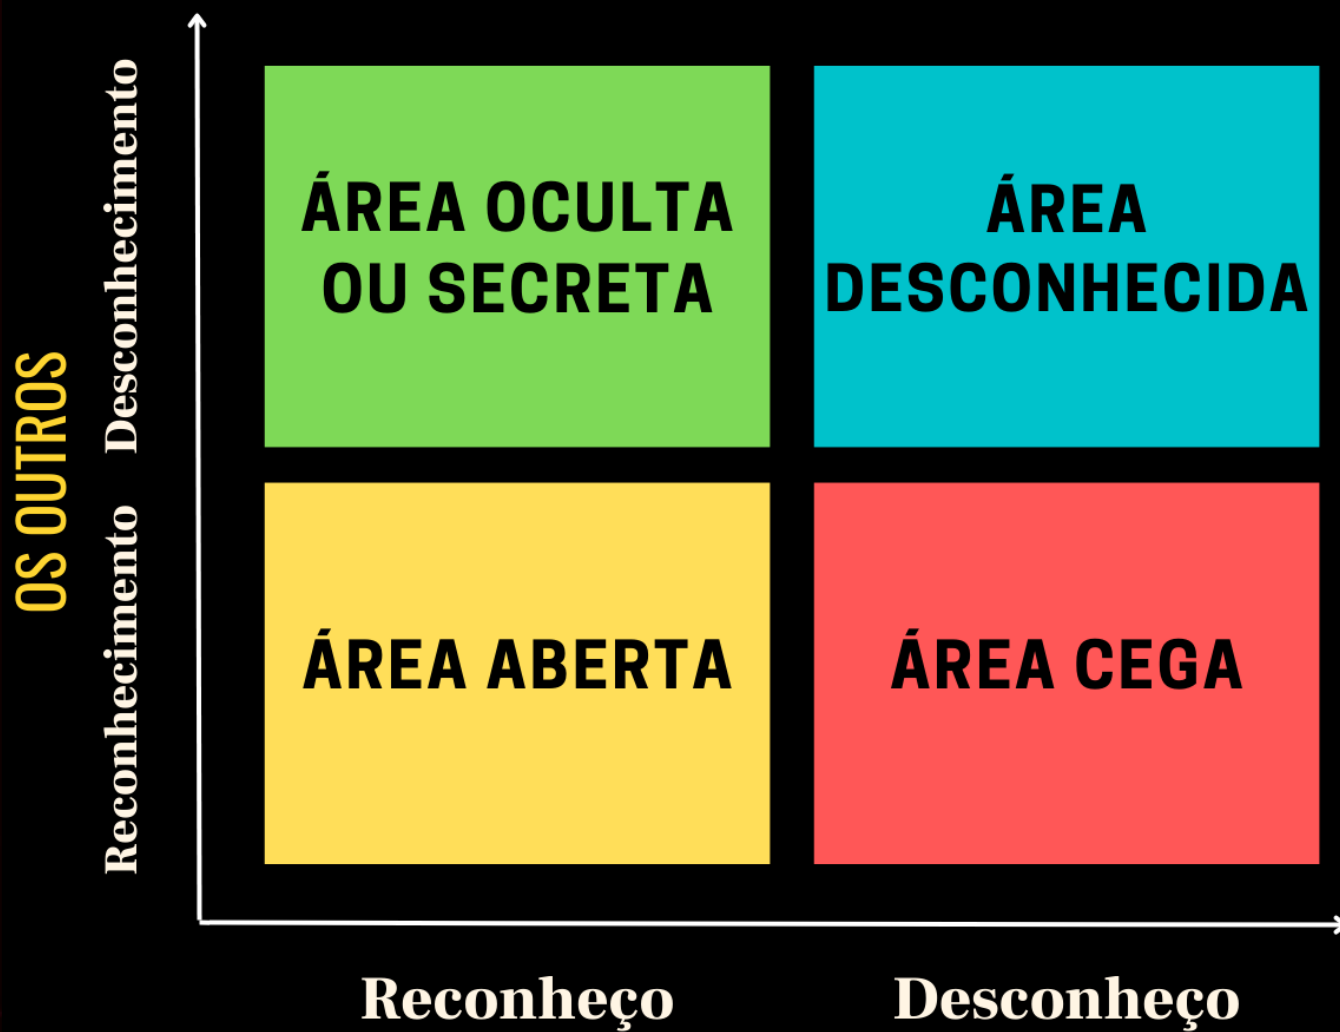 OS OUTROS
Desconhecimento
Reconhecimento
ÁREA OCULTA
OU SECRETA
ÁREA
DESCONHECIDA
ÁREA ABERTA
ÁREA CEGA
Reconheço
Desconheço